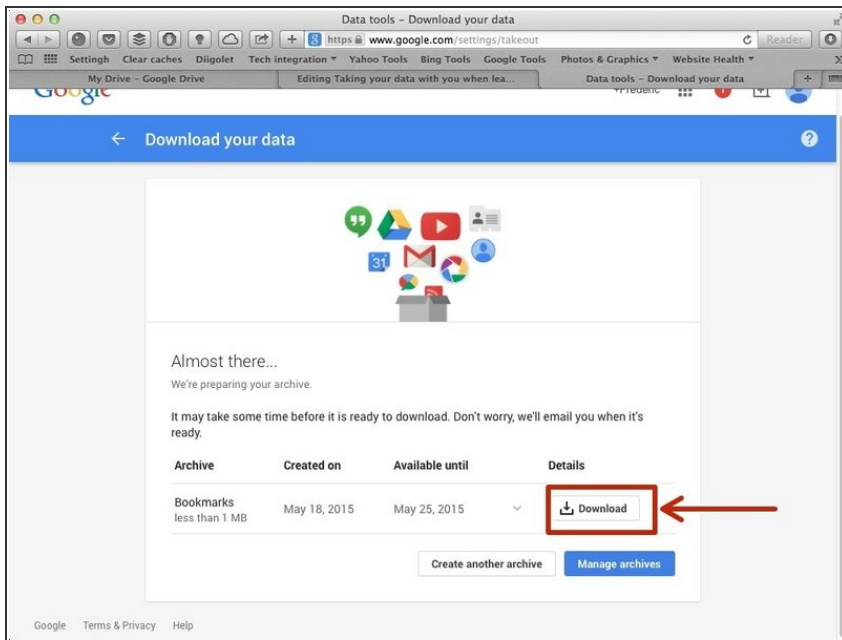 Data tools – Download your data
https www.google.com/settings/takeout
Reader
Settingh Clear caches Diigolet Tech integration Yahoo Tools Bing Tools Google Tools Photos & Graphics Website Health
My Drive – Google Drive
Editing Taking your data with you when lea...
Data tools – Download your data
Google
+Frederic
1
Download your data
?
31
Almost there...
We're preparing your archive.
It may take some time before it is ready to download. Don't worry, we'll email you when it's
ready.
Archive Created on Available until Details
Bookmarks
less than 1 MB
May 18, 2015 May 25, 2015 Download
Create another archive Manage archives
Google Terms & Privacy Help